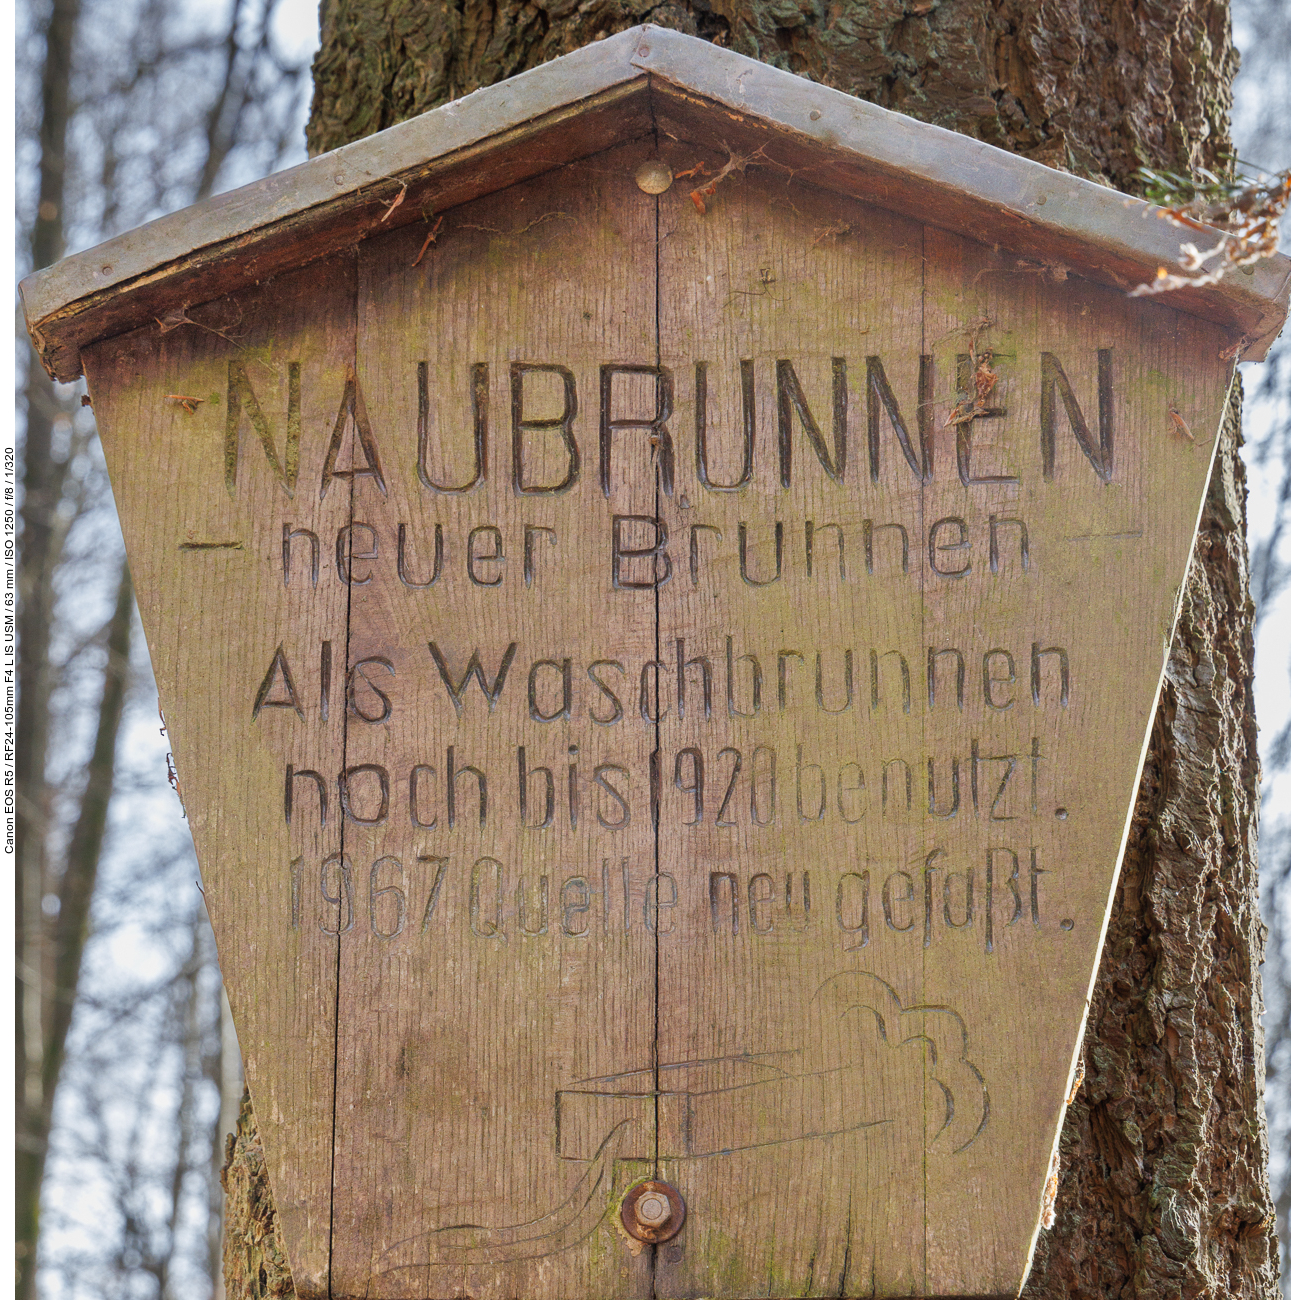 NAUBRUNNEN
- neuer Brunnen -
Als Waschbrunnen
noch bis 1920 benutzt.
1967 Quelle neu gefaßt.
Canon EOS R5 / RF24-105mm F4 L IS USM / 63 mm / ISO 1250 / f/8 / 1/320